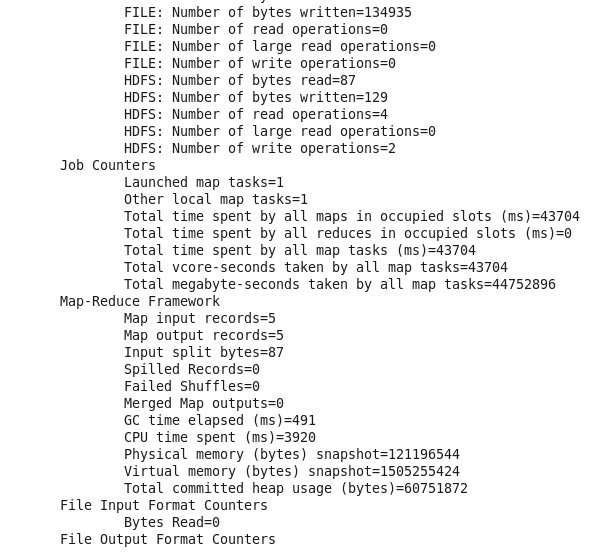 FILE: Number of bytes written=134935
FILE: Number of read operations=0
FILE: Number of large read operations=0
FILE: Number of write operations=0
HDFS: Number of bytes read=87
HDFS: Number of bytes written=129
HDFS: Number of read operations=4
HDFS: Number of large read operations=0
HDFS: Number of write operations=2
Job Counters
Launched map tasks=1
Other local map tasks=1
Total time spent by all maps in occupied slots (ms)=43704
Total time spent by all reduces in occupied slots (ms)=0
Total time spent by all map tasks (ms)=43704
Total vcore-seconds taken by all map tasks=43704
Total megabyte-seconds taken by all map tasks=44752896
Map-Reduce Framework
Map input records=5
Map output records=5
Input split bytes=87
Spilled Records=0
Failed Shuffles=0
Merged Map outputs=0
GC time elapsed (ms)=491
CPU time spent (ms)=3920
Physical memory (bytes) snapshot=121196544
Virtual memory (bytes) snapshot=1505255424
Total committed heap usage (bytes)=60751872
File Input Format Counters
Bytes Read=0
File Output Format Counters